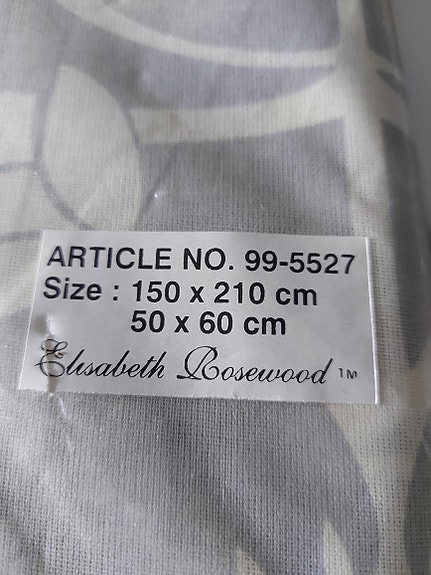 ARTICLE NO. 99-5527
Size : 150 x 210 cm
50 x 60 cm
Elisabeth Rosewood ™